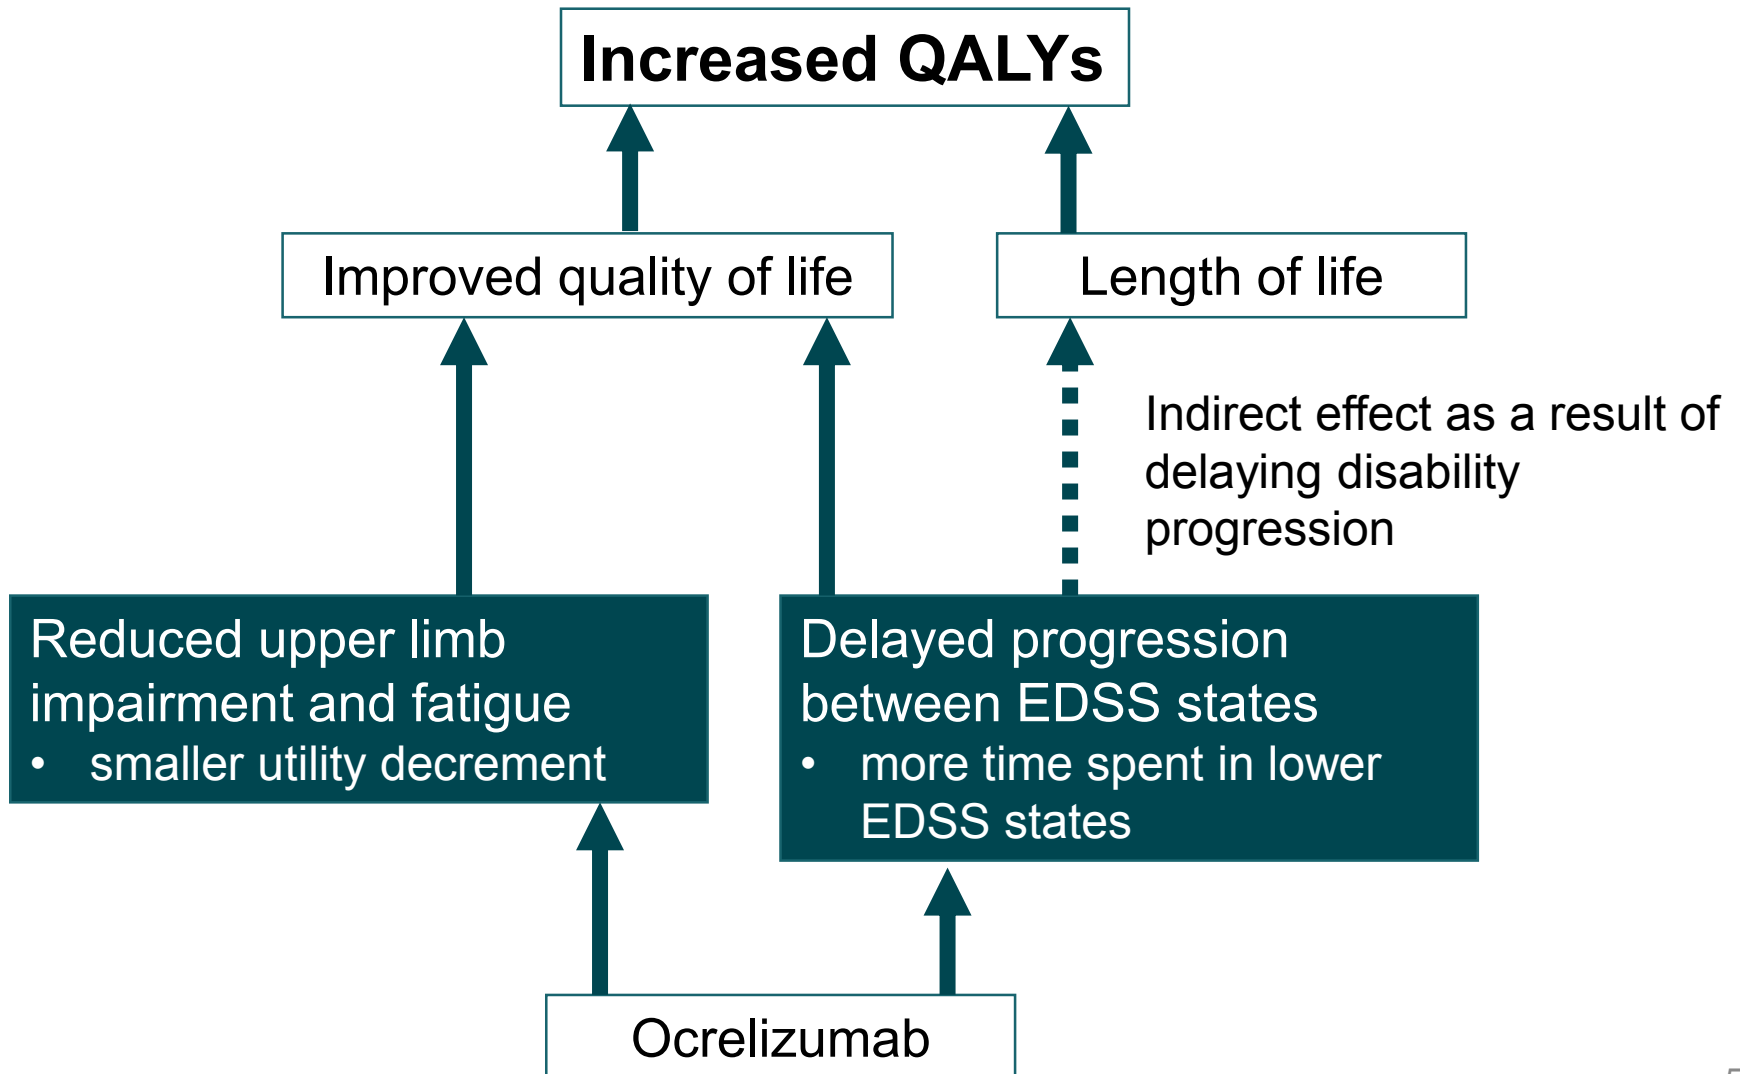 Increased QALYs
Improved quality of life
Length of life
Indirect effect as a result of
delaying disability
progression
Reduced upper limb
impairment and fatigue
• smaller utility decrement
Delayed progression
between EDSS states
• more time spent in lower
EDSS states
Ocrelizumab